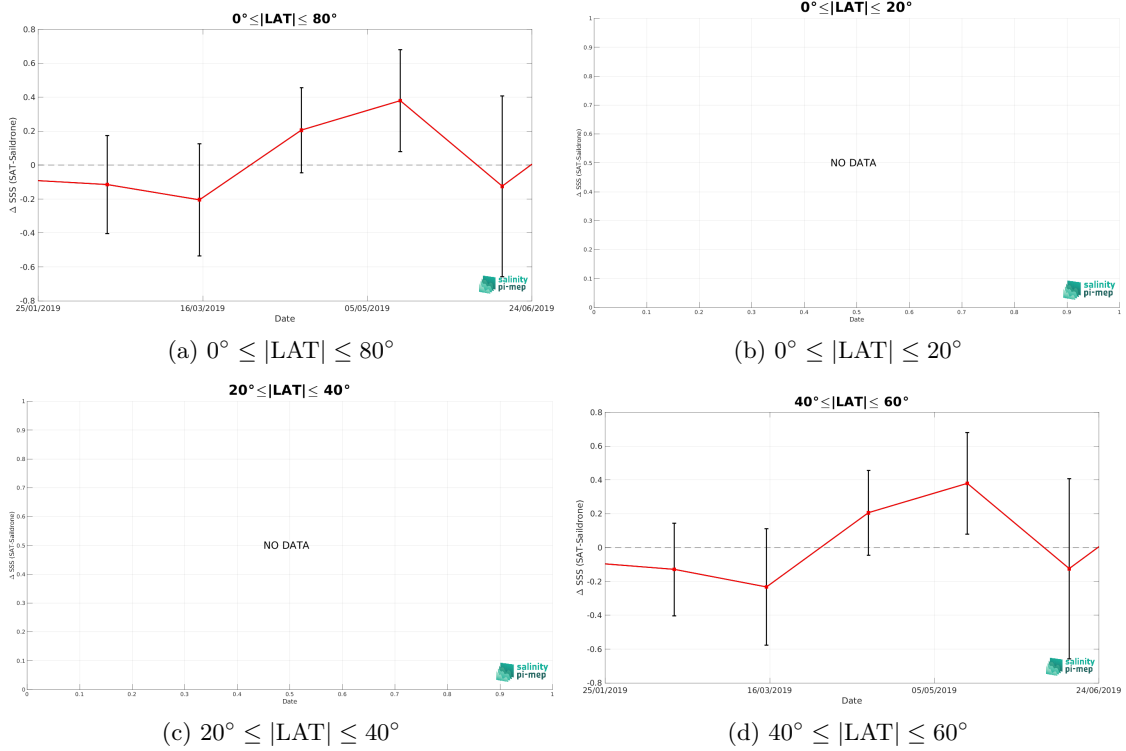 0°≤|LAT|≤ 80°
0.8
0.6
0.4
0.2
0
-0.2
-0.4
-0.6
-0.8
Δ SSS (SAT-Saildrone)
25/01/2019 16/03/2019 05/05/2019 24/06/2019
Date
salinity
pi-mep
(a) 0° ≤ |LAT| ≤ 80°
0°≤|LAT|≤ 20°
1
0.9
0.8
0.7
0.6
0.5
0.4
0.3
0.2
0.1
0
Δ SSS (SAT-Saildrone)
NO DATA
0 0.1 0.2 0.3 0.4 0.5 0.6 0.7 0.8 0.9 1
Date
salinity
pi-mep
(b) 0° ≤ |LAT| ≤ 20°
20°≤|LAT|≤ 40°
1
0.9
0.8
0.7
0.6
0.5
0.4
0.3
0.2
0.1
0
Δ SSS (SAT-Saildrone)
NO DATA
0 0.1 0.2 0.3 0.4 0.5 0.6 0.7 0.8 0.9 1
Date
salinity
pi-mep
(c) 20° ≤ |LAT| ≤ 40°
40°≤|LAT|≤ 60°
0.8
0.6
0.4
0.2
0
-0.2
-0.4
-0.6
-0.8
Δ SSS (SAT-Saildrone)
25/01/2019 16/03/2019 05/05/2019 24/06/2019
Date
salinity
pi-mep
(d) 40° ≤ |LAT| ≤ 60°